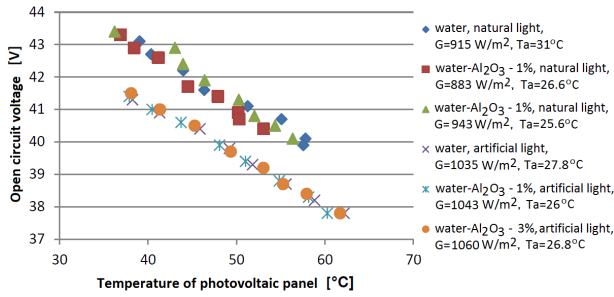 Open circuit voltage [V]
44
43
42
41
40
39
38
37
30
40
50
60
70
Temperature of photovoltaic panel [°C]
water, natural light,
G=915 W/m2, Ta=31°C
water-Al2O3 - 1%, natural light,
G=883 W/m2, Ta=26.6°C
water-Al2O3 - 1%, natural light,
G=943 W/m2, Ta=25.6°C
water, artificial light,
G=1035 W/m2, Ta=27.8°C
water-Al2O3 - 1%, artificial light,
G=1043 W/m2, Ta=26°C
water-Al2O3 - 3%, artificial light,
G=1060 W/m2, Ta=26.8°C